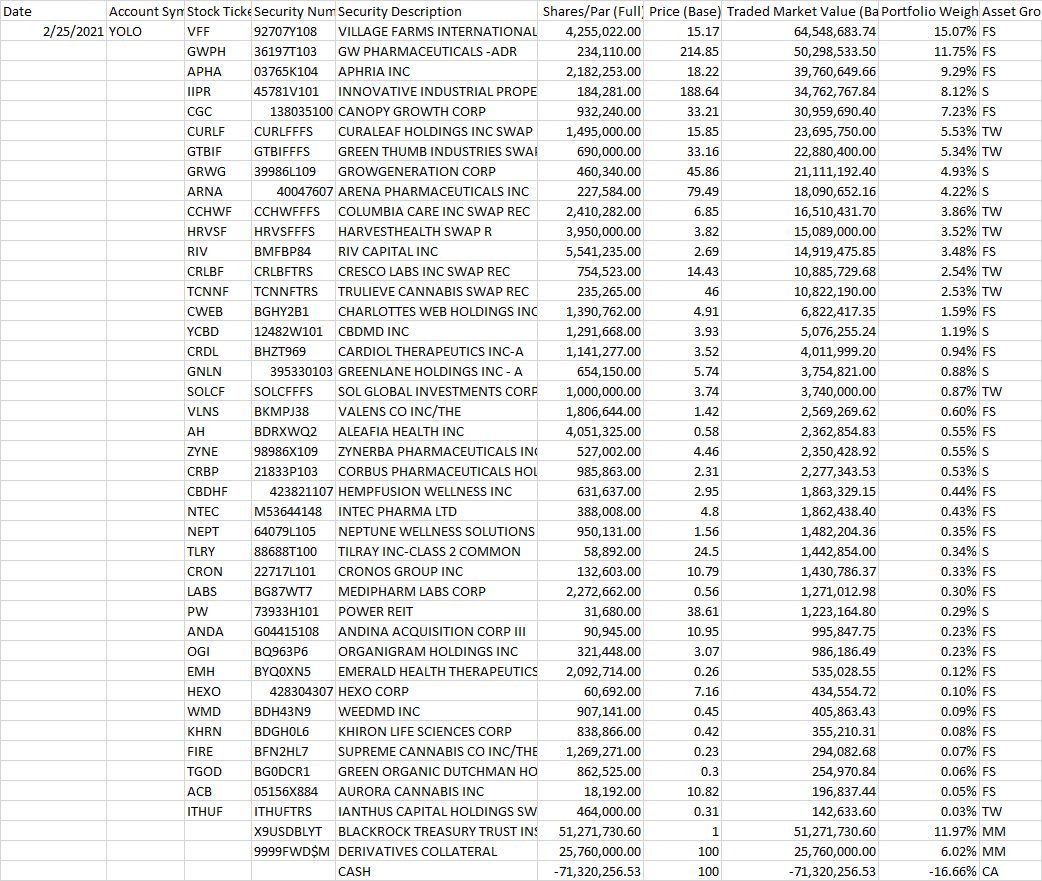 Date Account Sym Stock Ticke Security Num Security Description Shares/Par (Full) Price (Base) Traded Market Value (Ba Portfolio Weigh Asset Gro
2/25/2021 YOLO VFF 92707Y108 VILLAGE FARMS INTERNATIONAL 4,255,022.00 15.17 64,548,683.74 15.07% FS
GWPH 36197T103 GW PHARMACEUTICALS -ADR 234,110.00 214.85 50,298,533.50 11.75% FS
APHA 03765K104 APHRIA INC 2,182,253.00 18.22 39,760,649.66 9.29% FS
IIPR 45781V101 INNOVATIVE INDUSTRIAL PROPE 184,281.00 188.64 34,762,767.84 8.12% S
CGC 138035100 CANOPY GROWTH CORP 932,240.00 33.21 30,959,690.40 7.23% FS
CURLF CURLFFFS CURALEAF HOLDINGS INC SWAP 1,495,000.00 15.85 23,695,750.00 5.53% TW
GTBIF GTBIFFFS GREEN THUMB INDUSTRIES SWAP 690,000.00 33.16 22,880,400.00 5.34% TW
GRWG 39986L109 GROWGENERATION CORP 460,340.00 45.86 21,111,192.40 4.93% S
ARNA 40047607 ARENA PHARMACEUTICALS INC 227,584.00 79.49 18,090,652.16 4.22% S
CCHWF CCHWFFFS COLUMBIA CARE INC SWAP REC 2,410,282.00 6.85 16,510,431.70 3.86% TW
HRVSF HRVSFFFS HARVESTHEALTH SWAP R 3,950,000.00 3.82 15,089,000.00 3.52% TW
RIV BMFBP84 RIV CAPITAL INC 5,541,235.00 2.69 14,919,475.85 3.48% FS
CRLBF CRLBFTRS CRESCO LABS INC SWAP REC 754,523.00 14.43 10,885,729.68 2.54% TW
TCNNF TCNNFTRS TRULIEVE CANNABIS SWAP REC 235,265.00 46 10,822,190.00 2.53% TW
CWEB BGHY2B1 CHARLOTTES WEB HOLDINGS INC 1,390,762.00 4.91 6,822,417.35 1.59% FS
YCBD 12482W101 CBDMD INC 1,291,668.00 3.93 5,076,255.24 1.19% S
CRDL BHZT969 CARDIOL THERAPEUTICS INC-A 1,141,277.00 3.52 4,011,999.20 0.94% FS
GNLN 395330103 GREENLANE HOLDINGS INC - A 654,150.00 5.74 3,754,821.00 0.88% S
SOLCF SOLCFFFS SOL GLOBAL INVESTMENTS CORP 1,000,000.00 3.74 3,740,000.00 0.87% TW
VLNS BKMPJ38 VALENS CO INC/THE 1,806,644.00 1.42 2,569,269.62 0.60% FS
AH BDRXWQ2 ALEAFIA HEALTH INC 4,051,325.00 0.58 2,362,854.83 0.55% FS
ZYNE 98986X109 ZYNERBA PHARMACEUTICALS INC 527,002.00 4.46 2,350,428.92 0.55% S
CRBP 21833P103 CORBUS PHARMACEUTICALS HOL 985,863.00 2.31 2,277,343.53 0.53% S
CBDHF 423821107 HEMPFUSION WELLNESS INC 631,637.00 2.95 1,863,329.15 0.44% FS
NTEC M53644148 INTEC PHARMA LTD 388,008.00 4.8 1,862,438.40 0.43% FS
NEPT 64079L105 NEPTUNE WELLNESS SOLUTIONS 950,131.00 1.56 1,482,204.36 0.35% FS
TLRY 88688T100 TILRAY INC-CLASS 2 COMMON 58,892.00 24.5 1,442,854.00 0.34% S
CRON 22717L101 CRONOS GROUP INC 132,603.00 10.79 1,430,786.37 0.33% FS
LABS BG87WT7 MEDIPHARM LABS CORP 2,272,662.00 0.56 1,271,012.98 0.30% FS
PW 73933H101 POWER REIT 31,680.00 38.61 1,223,164.80 0.29% S
ANDA G04415108 ANDINA ACQUISITION CORP III 90,945.00 10.95 995,847.75 0.23% FS
OGI BQ963P6 ORGANIGRAM HOLDINGS INC 321,448.00 3.07 986,186.49 0.23% FS
EMH BYQ0XN5 EMERALD HEALTH THERAPEUTICS 2,092,714.00 0.26 535,028.55 0.12% FS
HEXO 428304307 HEXO CORP 60,692.00 7.16 434,554.72 0.10% FS
WMD BDH43N9 WEEDMD INC 907,141.00 0.45 405,863.43 0.09% FS
KHRN BDGH0L6 KHIRON LIFE SCIENCES CORP 838,866.00 0.42 355,210.31 0.08% FS
FIRE BFN2HL7 SUPREME CANNABIS CO INC/THE 1,269,271.00 0.23 294,082.68 0.07% FS
TGOD BG0DCR1 GREEN ORGANIC DUTCHMAN HO 862,525.00 0.3 254,970.84 0.06% FS
ACB 05156X884 AURORA CANNABIS INC 18,192.00 10.82 196,837.44 0.05% FS
ITHUF ITHUFTRS IANTHUS CAPITAL HOLDINGS SW 464,000.00 0.31 142,633.60 0.03% TW
X9USDBLYT BLACKROCK TREASURY TRUST INS 51,271,730.60 1 51,271,730.60 11.97% MM
9999FWD$M DERIVATIVES COLLATERAL 25,760,000.00 100 25,760,000.00 6.02% MM
CASH -71,320,256.53 100 -71,320,256.53 -16.66% CA